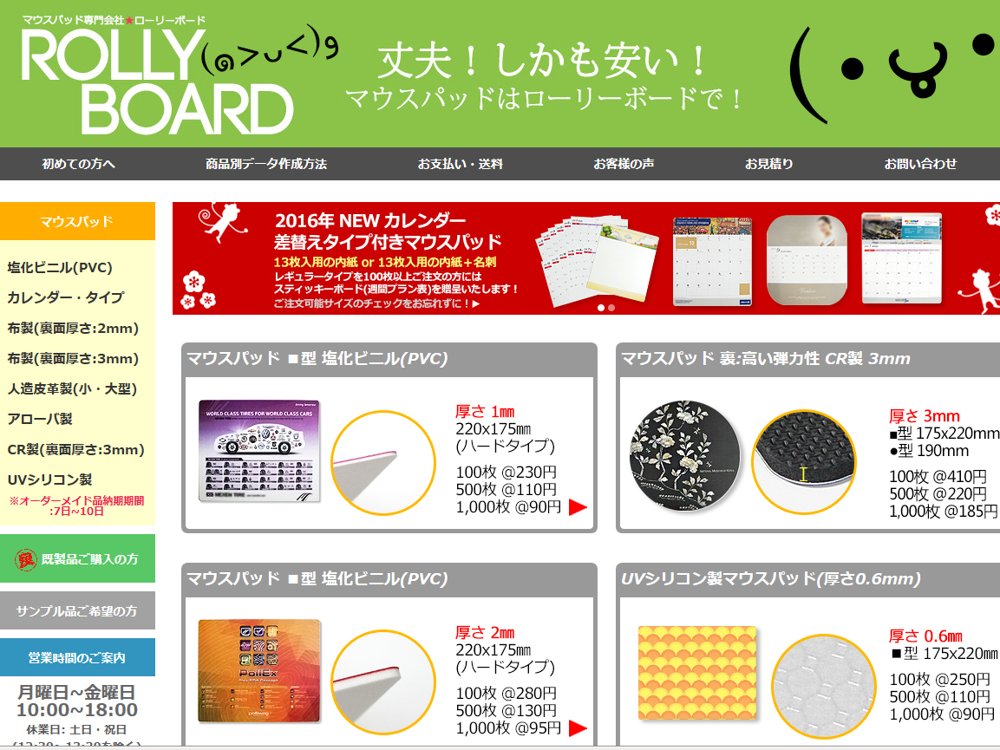 マウスパッド専門会社★ローリーボード
ROLLY
BOARD
丈夫！しかも安い！
マウスパッドはローリーボードで！
初めての方へ
商品別データ作成方法
お支払い・送料
お客様の声
お見積り
お問い合わせ
マウスパッド
塩化ビニル(PVC)
カレンダー・タイプ
布製(裏面厚さ:2mm)
布製(裏面厚さ:3mm)
人造皮革製(小・大型)
アローバ製
CR製(裏面厚さ:3mm)
UVシリコン製
※オーダーメイド品納期期間
:7日~10日
既製品ご購入の方
サンプル品ご希望の方
営業時間のご案内
月曜日~金曜日
10:00~18:00
休業日: 土日・祝日
2016年 NEW カレンダー
差替えタイプ付きマウスパッド
13枚入用の内紙 or 13枚入用の内紙＋名刺
レギュラータイプを100枚以上ご注文の方には
スティッキーボード(週間プラン表)を贈呈いたします！
ご注文可能サイズのチェックをお忘れずに！▶
マウスパッド ■型 塩化ビニル(PVC)
WORLD CLASS TIRES FOR WORLD CLASS CARS
厚さ 1㎜
220x175㎜
(ハードタイプ)
100枚 @230円
500枚 @110円
1,000枚 @90円
マウスパッド 裏:高い弾力性 CR製 3mm
厚さ 3mm
■型 175x220mm
●型 190mm
100枚 @410円
500枚 @220円
1,000枚 @185円
マウスパッド ■型 塩化ビニル(PVC)
PollEx
厚さ 2㎜
220x175㎜
(ハードタイプ)
100枚 @280円
500枚 @130円
1,000枚 @95円
UVシリコン製マウスパッド(厚さ0.6mm)
厚さ 0.6㎜
■型 175x220㎜
100枚 @250円
500枚 @110円
1,000枚 @90円